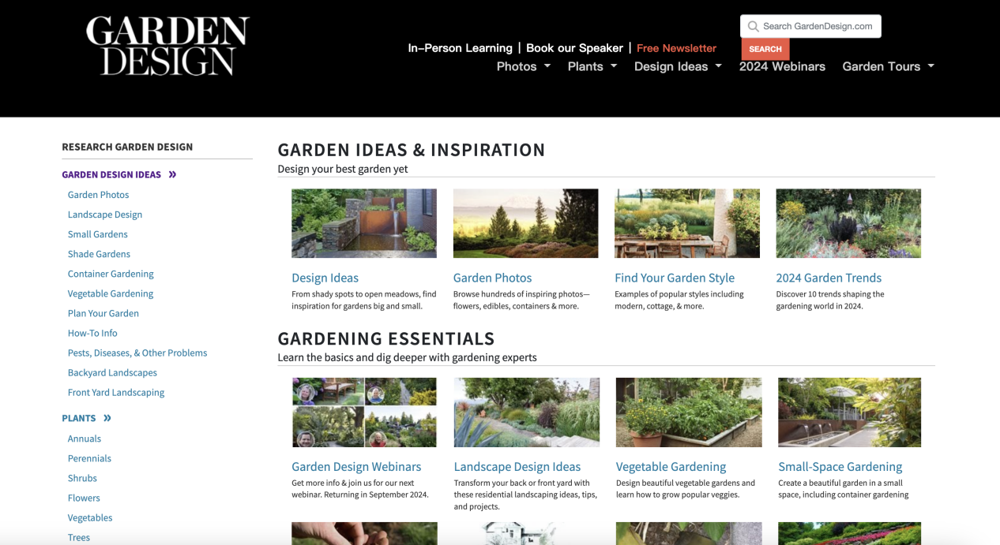 GARDEN
DESIGN
Search GardenDesign.com
SEARCH
In-Person Learning | Book our Speaker | Free Newsletter
Photos Plants Design Ideas 2024 Webinars Garden Tours
RESEARCH GARDEN DESIGN
GARDEN DESIGN IDEAS »
Garden Photos
Landscape Design
Small Gardens
Shade Gardens
Container Gardening
Vegetable Gardening
Plan Your Garden
How-To Info
Pests, Diseases, & Other Problems
Backyard Landscapes
Front Yard Landscaping
PLANTS »
Annuals
Perennials
Shrubs
Flowers
Vegetables
Trees
GARDEN IDEAS & INSPIRATION
Design your best garden yet
Design Ideas
From shady spots to open meadows, find
inspiration for gardens big and small.
Garden Photos
Browse hundreds of inspiring photos—
flowers, edibles, containers & more.
Find Your Garden Style
Examples of popular styles including
modern, cottage, & more.
2024 Garden Trends
Discover 10 trends shaping the
gardening world in 2024.
GARDENING ESSENTIALS
Learn the basics and dig deeper with gardening experts
Garden Design Webinars
Get more info & join us for our next
webinar. Returning in September 2024.
Landscape Design Ideas
Transform your back or front yard with
these residential landscaping ideas, tips,
and projects.
Vegetable Gardening
Design beautiful vegetable gardens and
learn how to grow popular veggies.
Small-Space Gardening
Create a beautiful garden in a small
space, including container gardening